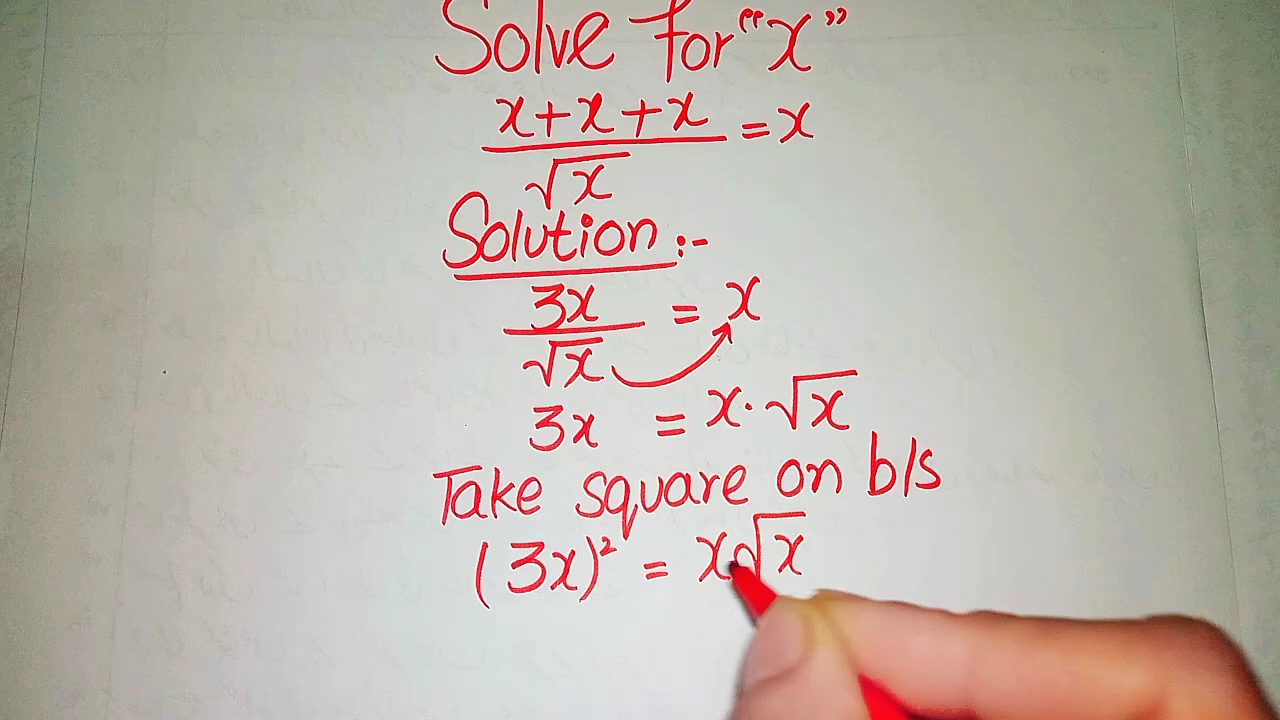 Solve for "x"
x+x+x
―――― = x
√x
Solution:-
3x
―― = x
√x
3x = x·√x
Take square on b/s
(3x)² = x√x